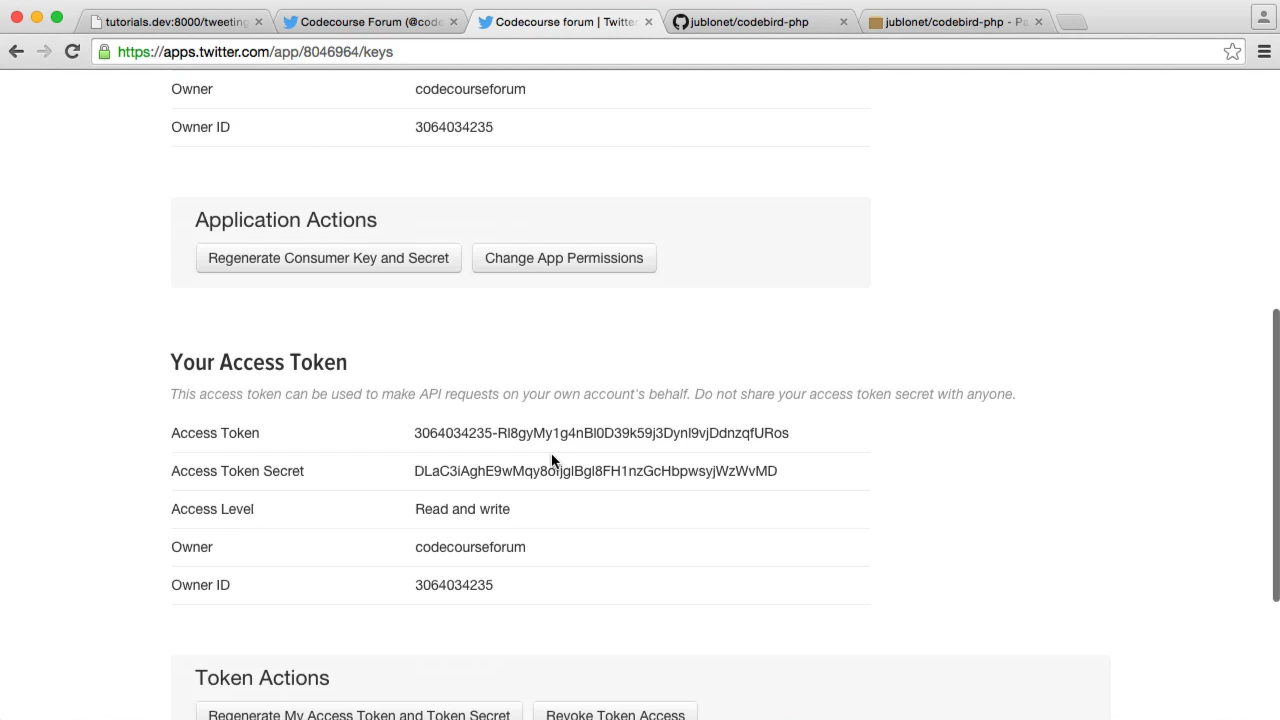 tutorials.dev:8000/tweeting
Codecourse Forum (@code
Codecourse forum | Twitter
jublonet/codebird-php
jublonet/codebird-php - Pa
https://apps.twitter.com/app/8046964/keys
Owner codecourseforum
Owner ID 3064034235
Application Actions
Regenerate Consumer Key and Secret Change App Permissions
Your Access Token
This access token can be used to make API requests on your own account's behalf. Do not share your access token secret with anyone.
Access Token
Access Token Secret
Access Level Read and write
Owner codecourseforum
Owner ID 3064034235
Token Actions
Regenerate My Access Token and Token Secret Revoke Token Access